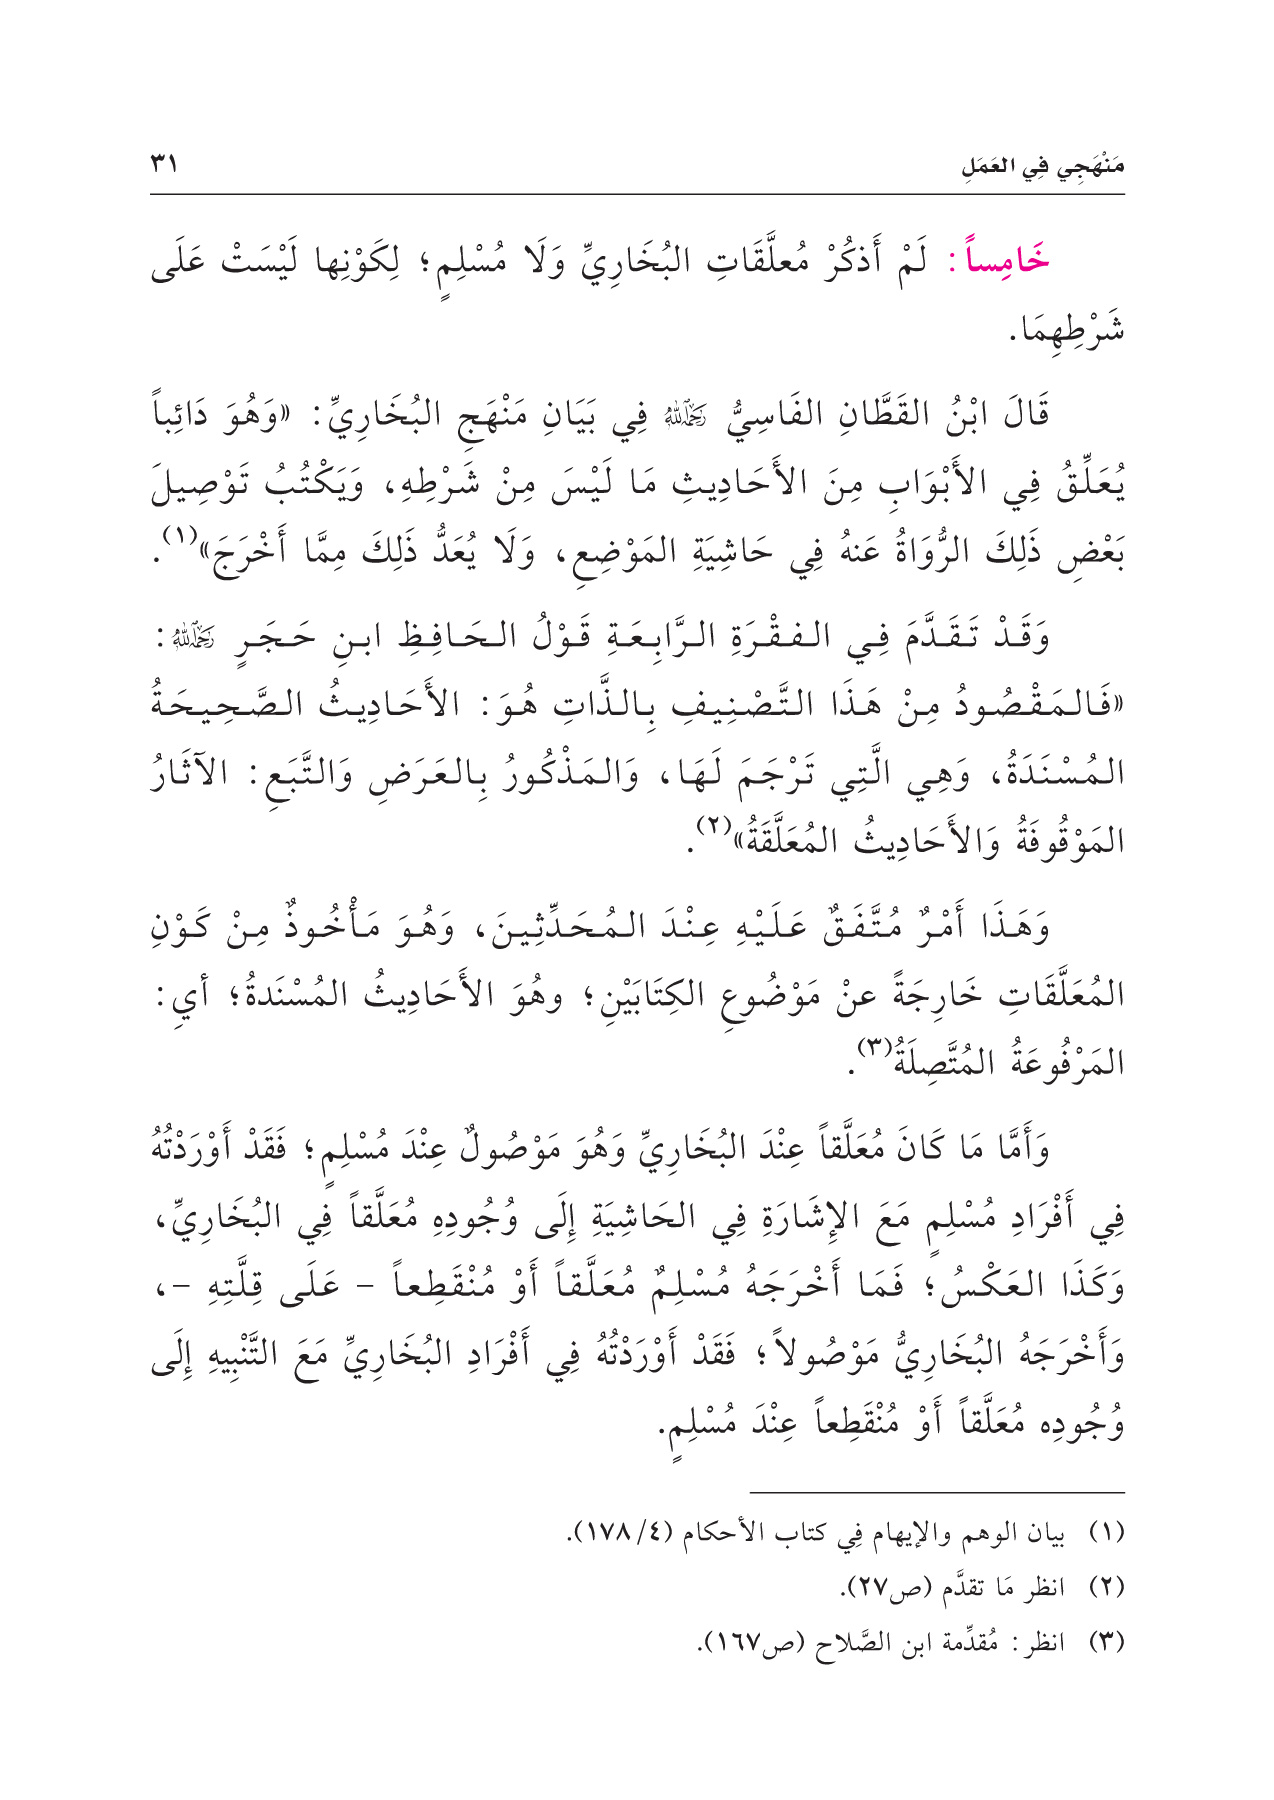 مَنْهَجِي فِي العَمَلِ ٣١
خَامِساً: لَمْ أَذكُرْ مُعلَّقَاتِ البُخَارِيِّ وَلَا مُسْلِمٍ؛ لِكَوْنِها لَيْسَتْ عَلَى
شَرْطِهِمَا.
قَالَ ابْنُ القَطَّانِ الفَاسِيُّ رَحِمَهُ اللهُ فِي بَيَانِ مَنْهَجِ البُخَارِيِّ: «وَهُوَ دَائِباً
يُعَلِّقُ فِي الأَبْوَابِ مِنَ الأَحَادِيثِ مَا لَيْسَ مِنْ شَرْطِهِ، وَيَكْتُبُ تَوْصِيلَ
بَعْضِ ذَلِكَ الرُّوَاةُ عَنهُ فِي حَاشِيَةِ المَوْضِعِ، وَلَا يُعَدُّ ذَلِكَ مِمَّا أَخْرَجَ»(١).
وَقَدْ تَقَدَّمَ فِي الفقْرَةِ الرَّابِعَةِ قَوْلُ الحَافِظِ ابنِ حَجَرٍ رَحِمَهُ اللهُ:
«فَالمَقْصُودُ مِنْ هَذَا التَّصْنِيفِ بِالذَّاتِ هُوَ: الأَحَادِيثُ الصَّحِيحَةُ
المُسْنَدَةُ، وَهِي الَّتِي تَرْجَمَ لَهَا، وَالمَذْكُورُ بِالعَرَضِ وَالتَّبَعِ: الآثَارُ
المَوْقُوفَةُ وَالأَحَادِيثُ المُعَلَّقَةُ»(٢).
وَهَذَا أَمْرٌ مُتَّفَقٌ عَلَيْهِ عِنْدَ المُحَدِّثِينَ، وَهُوَ مَأْخُوذٌ مِنْ كَوْنِ
المُعَلَّقَاتِ خَارِجَةً عنْ مَوْضُوعِ الكِتَابَيْنِ؛ وهُوَ الأَحَادِيثُ المُسْنَدةُ؛ أيِ:
المَرْفُوعَةُ المُتَّصِلَةُ(٣).
وَأَمَّا مَا كَانَ مُعَلَّقاً عِنْدَ البُخَارِيِّ وَهُوَ مَوْصُولٌ عِنْدَ مُسْلِمٍ؛ فَقَدْ أَوْرَدْتُهُ
فِي أَفْرَادِ مُسْلِمٍ مَعَ الإِشَارَةِ فِي الحَاشِيَةِ إِلَى وُجُودِهِ مُعَلَّقاً فِي البُخَارِيِّ،
وَكَذَا العَكْسُ؛ فَمَا أَخْرَجَهُ مُسْلِمٌ مُعَلَّقاً أَوْ مُنْقَطِعاً - عَلَى قِلَّتِهِ -،
وَأَخْرَجَهُ البُخَارِيُّ مَوْصُولاً؛ فَقَدْ أَوْرَدْتُهُ فِي أَفْرَادِ البُخَارِيِّ مَعَ التَّنْبِيهِ إِلَى
وُجُودِه مُعَلَّقاً أَوْ مُنْقَطِعاً عِنْدَ مُسْلِمٍ.
(١) بيان الوهم والإيهام فِي كتاب الأحكام (٤/ ١٧٨).
(٢) انظر مَا تقدَّم (ص٢٧).
(٣) انظر: مُقدِّمة ابن الصَّلاح (ص١٦٧).